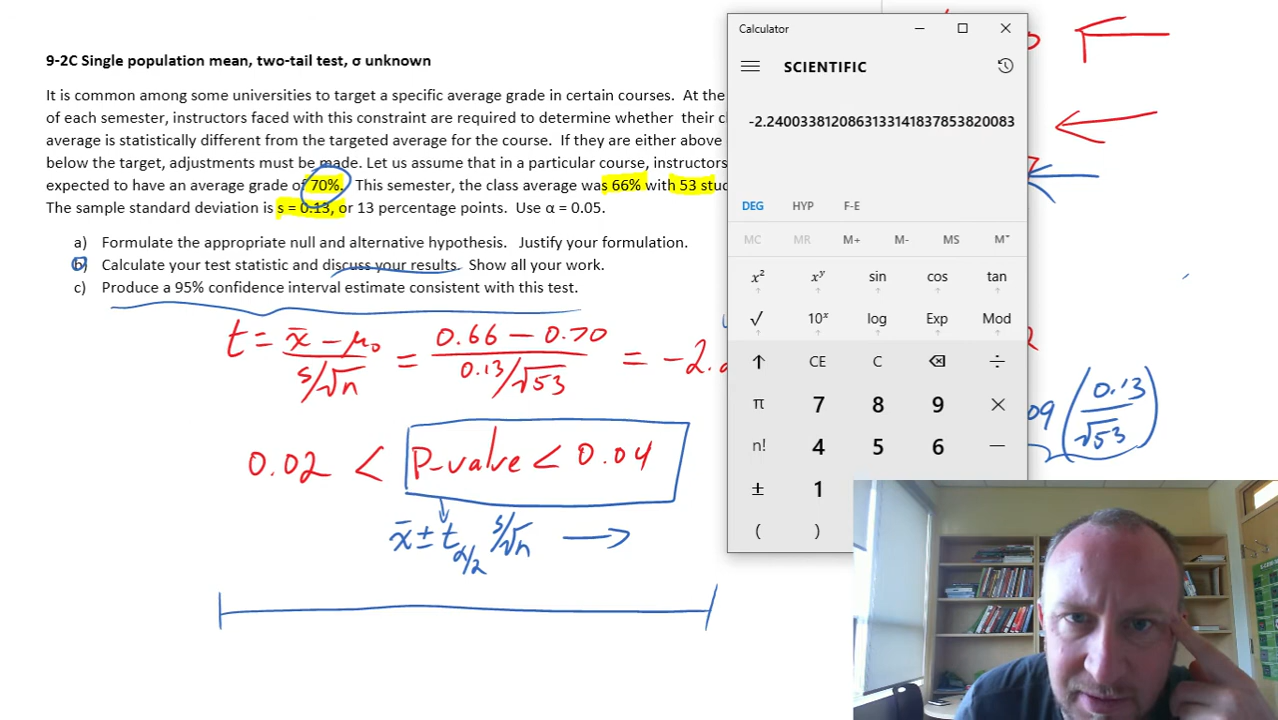 9-2C Single population mean, two-tail test, σ unknown
It is common among some universities to target a specific average grade in certain courses. At the
of each semester, instructors faced with this constraint are required to determine whether their c
average is statistically different from the targeted average for the course. If they are either above
below the target, adjustments must be made. Let us assume that in a particular course, instructors
expected to have an average grade of 70%. This semester, the class average was 66% with 53 stu
The sample standard deviation is s = 0.13, or 13 percentage points. Use α = 0.05.
a) Formulate the appropriate null and alternative hypothesis. Justify your formulation.
b) Calculate your test statistic and discuss your results. Show all your work.
c) Produce a 95% confidence interval estimate consistent with this test.
t = x̄ - μ₀ / s/√n = 0.66 - 0.70 / 0.13/√53 = -2.2
0.02 < P-value < 0.04
x̄ ± t α/2 s/√n →
09 (0.13 / √53)
Calculator
SCIENTIFIC
-2.2400338120863133141837853820083
DEG HYP F-E
MC MR M+ M- MS M˅
x² xʸ sin cos tan
√ 10ˣ log Exp Mod
↑ CE C ⌫ ÷
π 7 8 9 ×
n! 4 5 6 −
± 1
( )